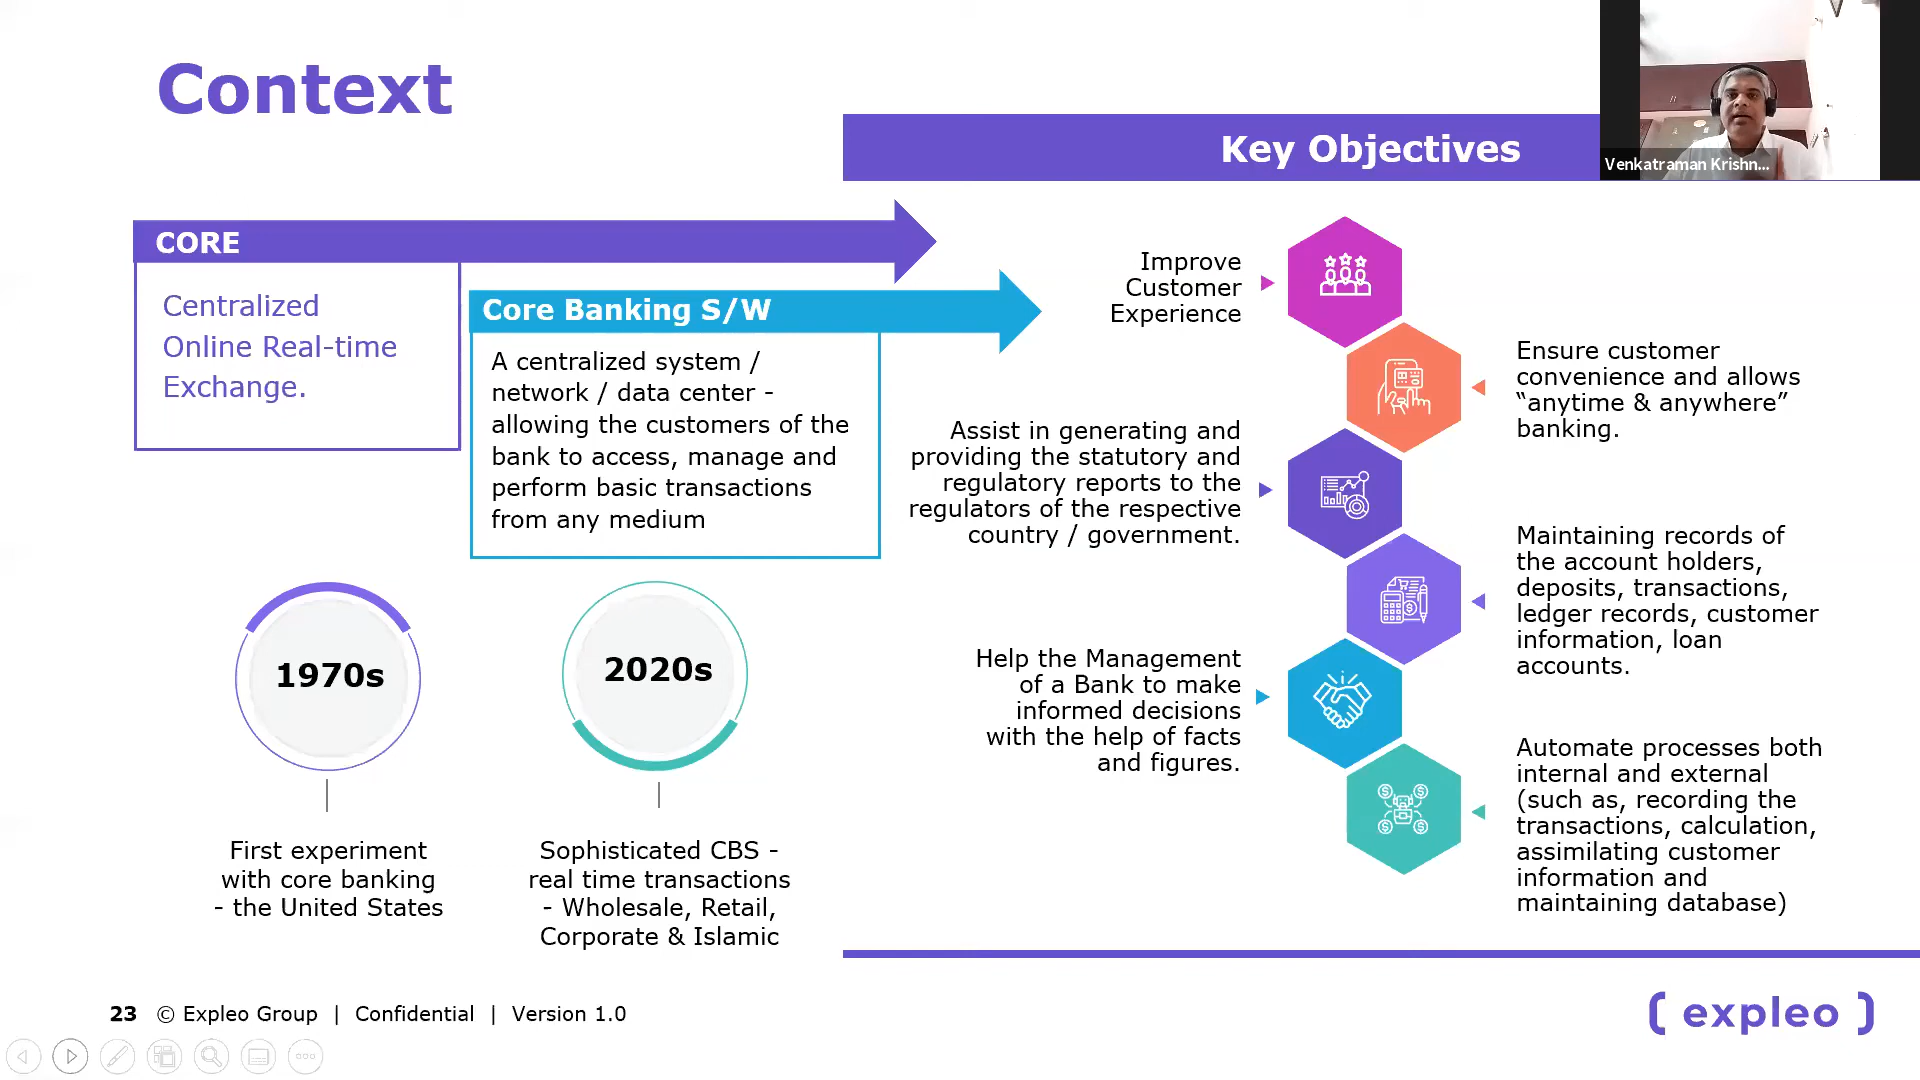 Context
Key Objectives
Venkatraman Krishn...
CORE
Centralized
Online Real-time
Exchange.
Core Banking S/W
A centralized system /
network / data center -
allowing the customers of the
bank to access, manage and
perform basic transactions
from any medium
1970s
First experiment
with core banking
- the United States
2020s
Sophisticated CBS -
real time transactions
- Wholesale, Retail,
Corporate & Islamic
Improve
Customer
Experience
Ensure customer
convenience and allows
“anytime & anywhere”
banking.
Assist in generating and
providing the statutory and
regulatory reports to the
regulators of the respective
country / government.
Maintaining records of
the account holders,
deposits, transactions,
ledger records, customer
information, loan
accounts.
Help the Management
of a Bank to make
informed decisions
with the help of facts
and figures.
Automate processes both
internal and external
(such as, recording the
transactions, calculation,
assimilating customer
information and
maintaining database)
23 © Expleo Group | Confidential | Version 1.0
( expleo )